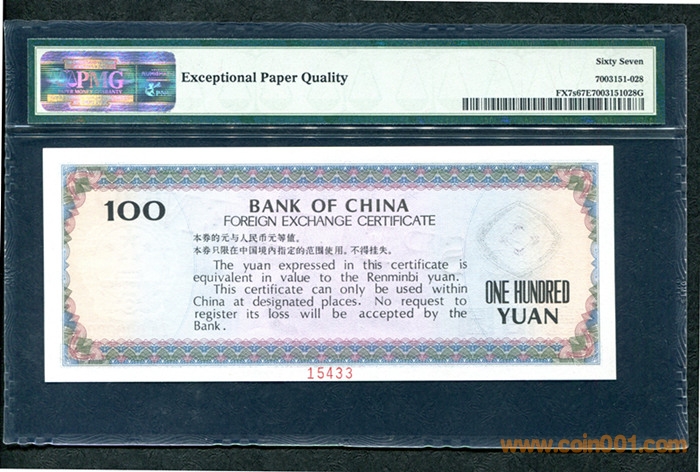 PMG
PAPER MONEY GUARANTY
Exceptional Paper Quality
Sixty Seven
7003151-028
FX7s67E7003151028G
100
BANK OF CHINA
FOREIGN EXCHANGE CERTIFICATE
本券的元与人民币元等值。
本券只限在中国境内指定的范围使用。不得挂失。
The yuan expressed in this certificate is
equivalent in value to the Renminbi yuan.
This certificate can only be used within
China at designated places. No request to
register its loss will be accepted by the
Bank.
ONE HUNDRED
YUAN
15433
www.coin001.com